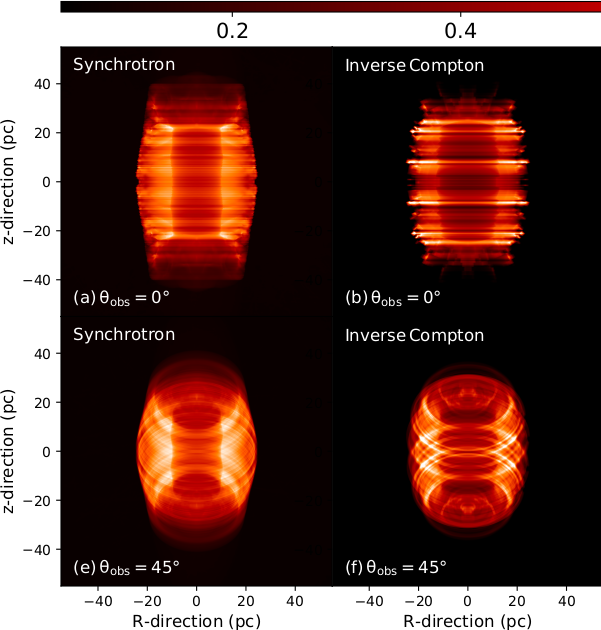 0.2 0.4
Synchrotron Inverse Compton
40
20
0
−20
−40
z-direction (pc)
(a) θobs = 0° (b) θobs = 0°
Synchrotron Inverse Compton
40
20
0
−20
−40
z-direction (pc)
(e) θobs = 45° (f) θobs = 45°
−40 −20 0 20 40 −40 −20 0 20 40
R-direction (pc) R-direction (pc)